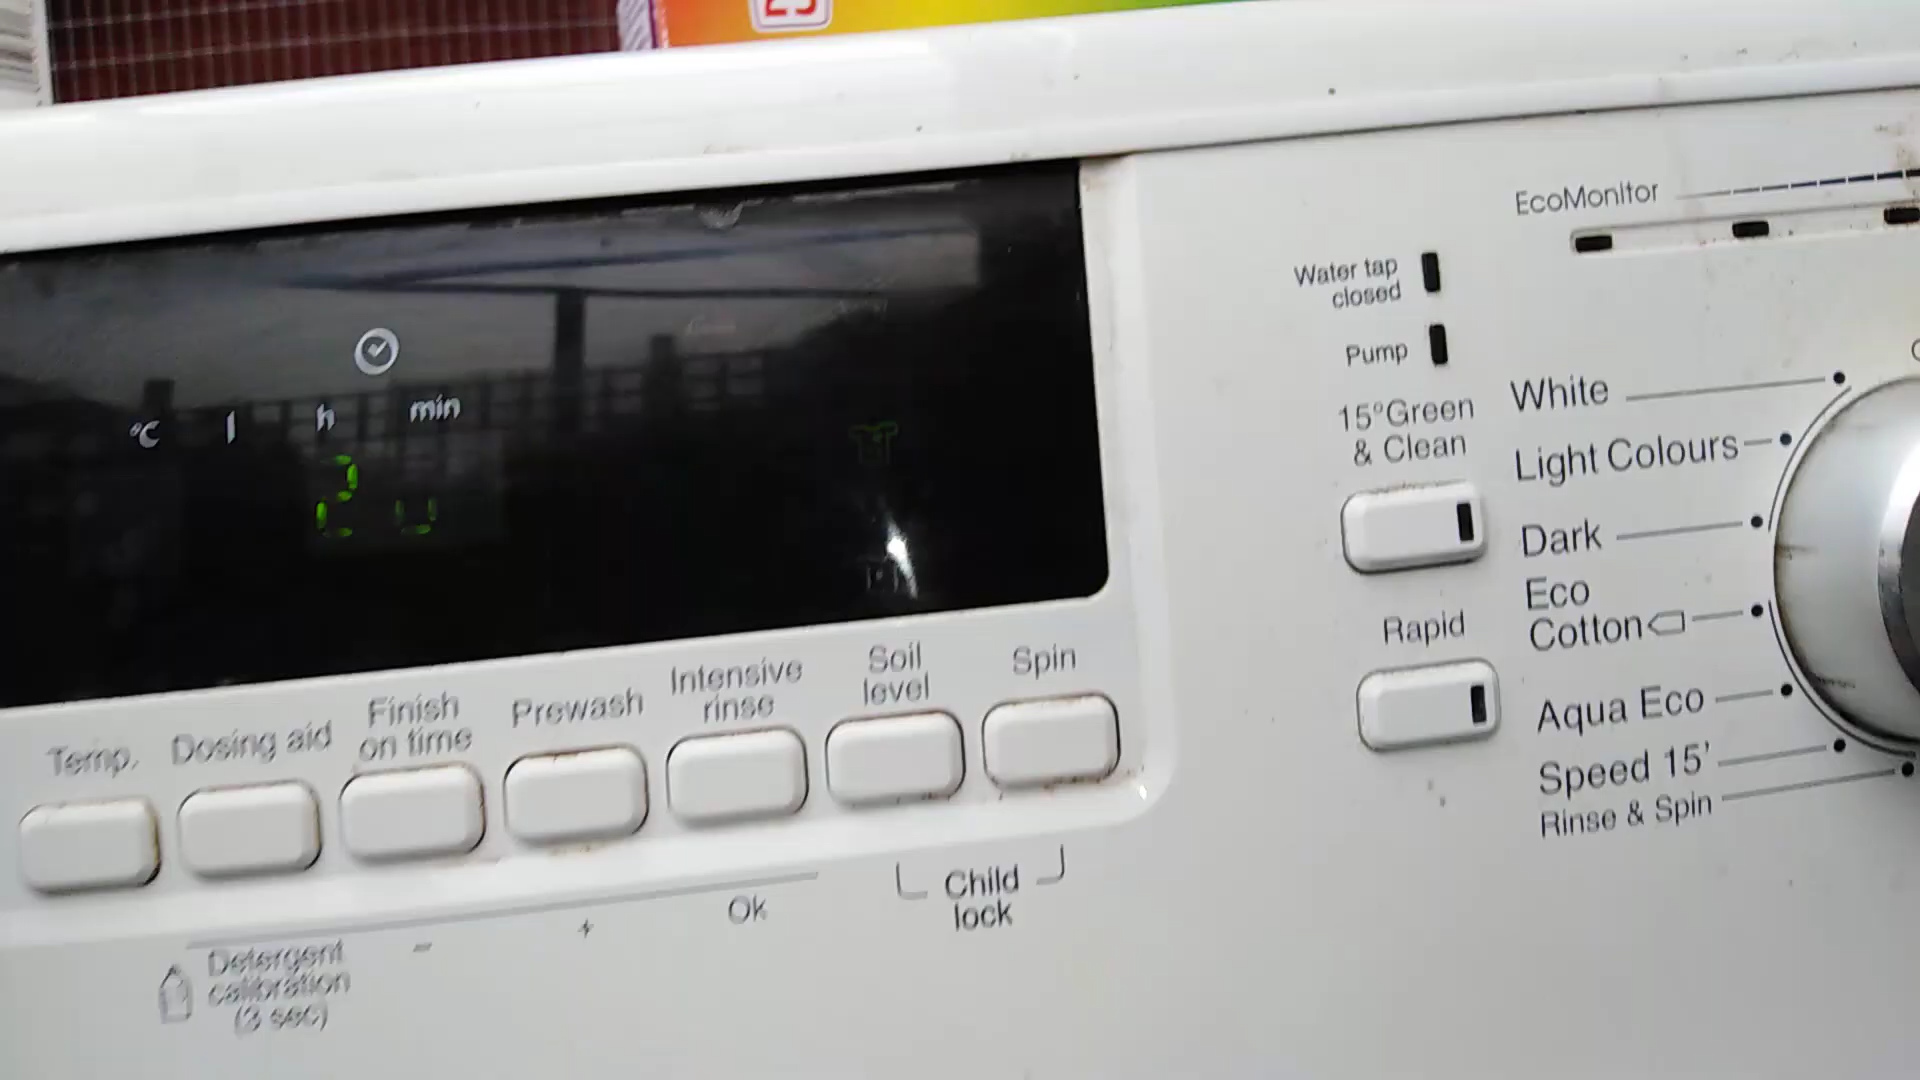 EcoMonitor
Water tap
closed
Pump
15°Green
& Clean
Rapid
White
Light Colours
Dark
Eco
Cotton
Aqua Eco
Speed 15'
Rinse & Spin
°C l h min
2
Temp.
Dosing aid
Finish
on time
Prewash
Intensive
rinse
Soil
level
Spin
Detergent
calibration
(3 sec)
- + Ok
Child
lock